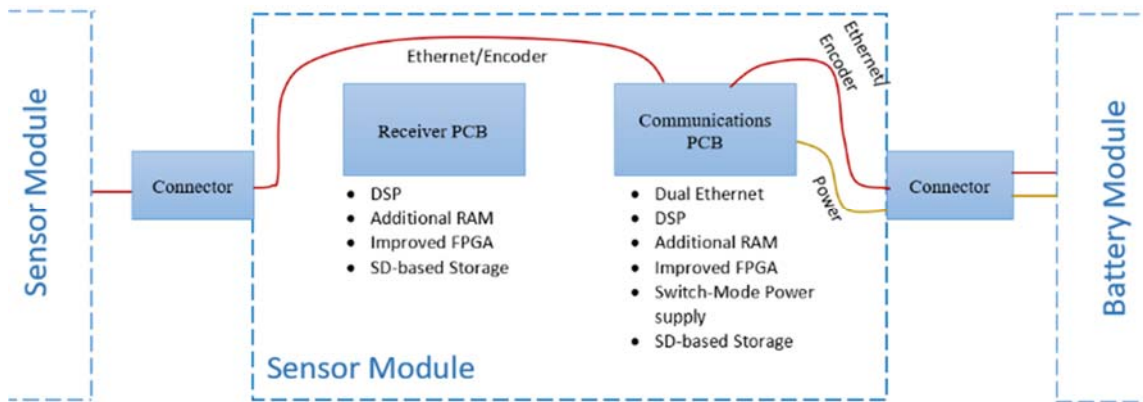 Sensor Module
Connector
Ethernet/Encoder
Receiver PCB
• DSP
• Additional RAM
• Improved FPGA
• SD-based Storage
Communications
PCB
• Dual Ethernet
• DSP
• Additional RAM
• Improved FPGA
• Switch-Mode Power
supply
• SD-based Storage
Sensor Module
Ethernet/
Encoder
Power
Connector
Battery Module